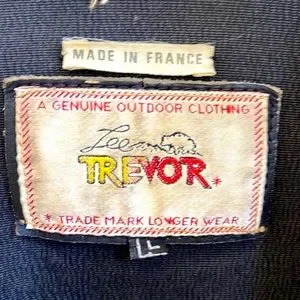 MADE IN FRANCE
A GENUINE OUTDOOR CLOTHING
Lee
TREVOR *
* TRADE MARK LONGER WEAR
L